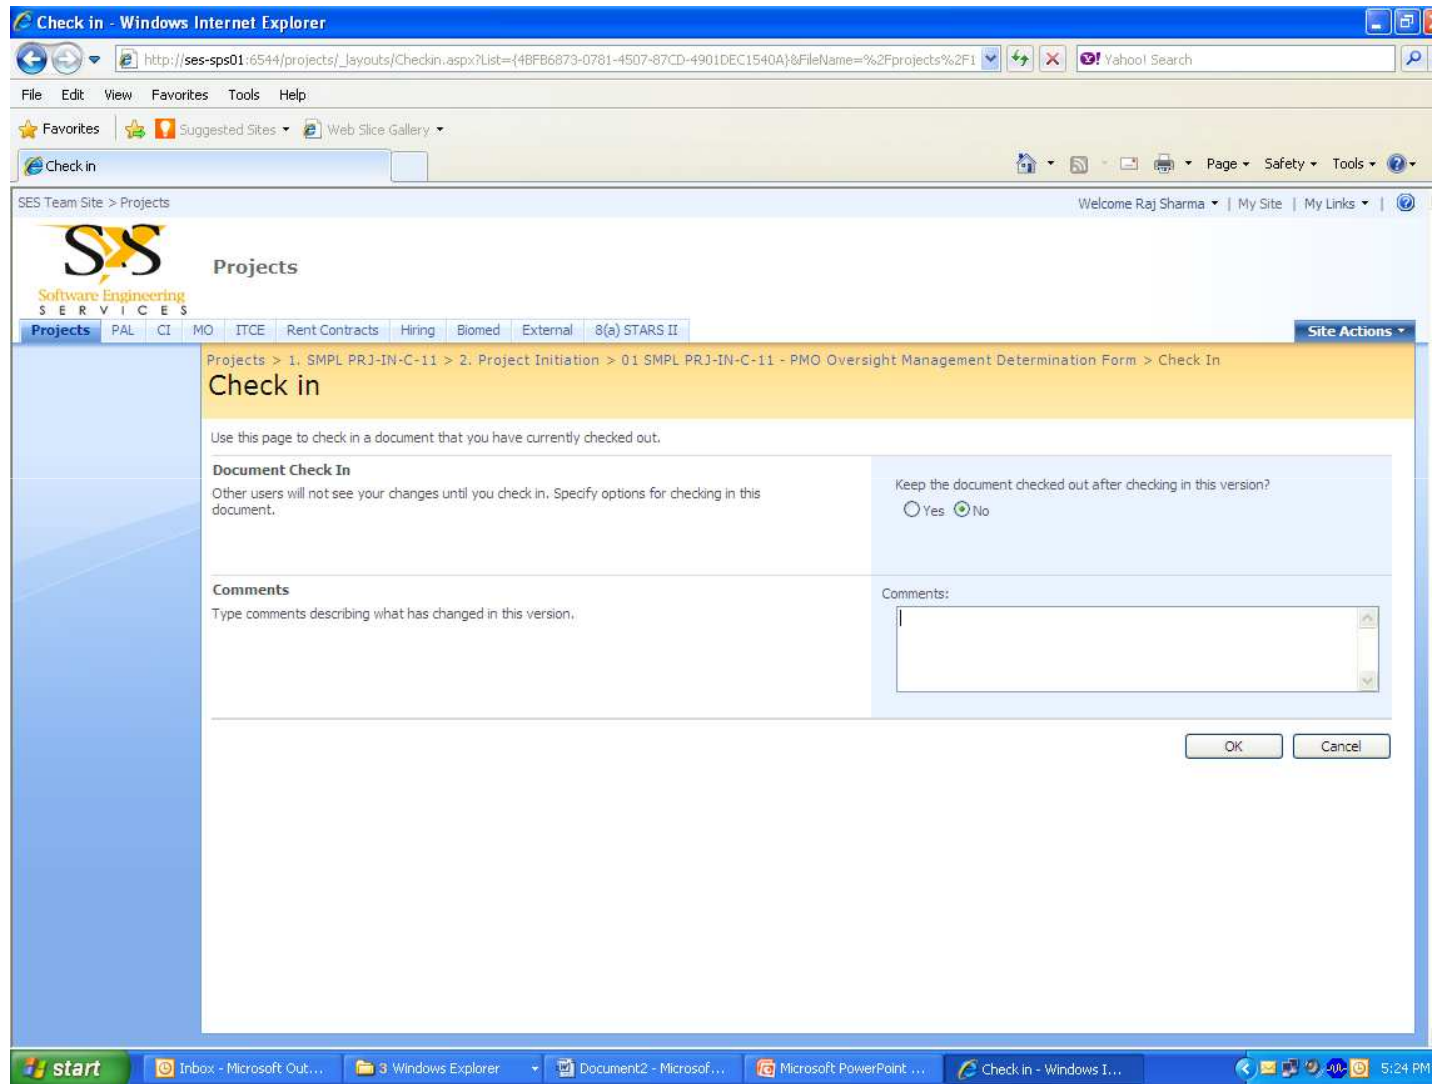 Check in - Windows Internet Explorer
http://ses-sps01:6544/projects/_layouts/Checkin.aspx?List={4BFB6873-0781-4507-87CD-4901DEC1540A}&FileName=%2Fprojects%2F1
Yahoo! Search
File Edit View Favorites Tools Help
Favorites Suggested Sites Web Slice Gallery
Check in Page Safety Tools
SES Team Site > Projects Welcome Raj Sharma | My Site | My Links |
SES
Projects
Software Engineering
SERVICES
Projects PAL CI MO ITCE Rent Contracts Hiring Biomed External 8(a) STARS II Site Actions
Projects > 1. SMPL PRJ-IN-C-11 > 2. Project Initiation > 01 SMPL PRJ-IN-C-11 - PMO Oversight Management Determination Form > Check In
Check in
Use this page to check in a document that you have currently checked out.
Document Check In
Other users will not see your changes until you check in. Specify options for checking in this
document.
Keep the document checked out after checking in this version?
Yes No
Comments
Type comments describing what has changed in this version.
Comments:
OK Cancel
start Inbox - Microsoft Out... 3 Windows Explorer Document2 - Microsof... Microsoft PowerPoint ... Check in - Windows I... 5:24 PM